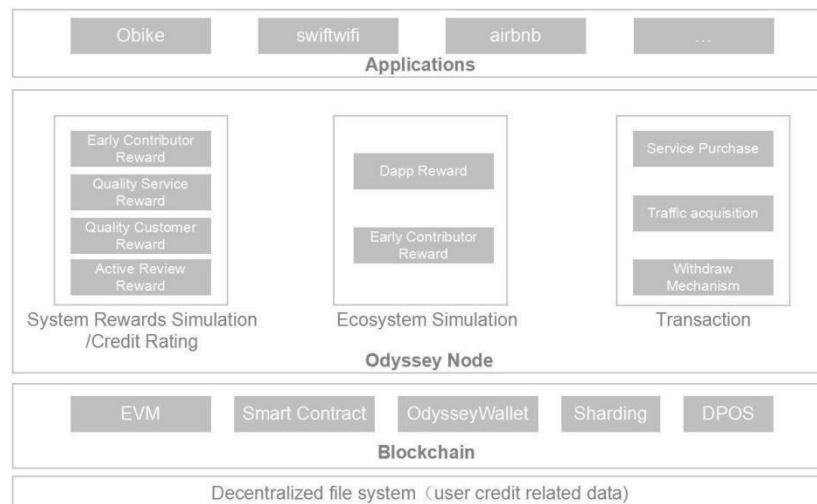 Obike
swiftwifi
airbnb
...
Applications
Early Contributor
Reward
Quality Service
Reward
Quality Customer
Reward
Active Review
Reward
System Rewards Simulation
/Credit Rating
Dapp Reward
Early Contributor
Reward
Ecosystem Simulation
Service Purchase
Traffic acquisition
Withdraw
Mechanism
Transaction
Odyssey Node
EVM
Smart Contract
OdysseyWallet
Sharding
DPOS
Blockchain
Decentralized file system（user credit related data)